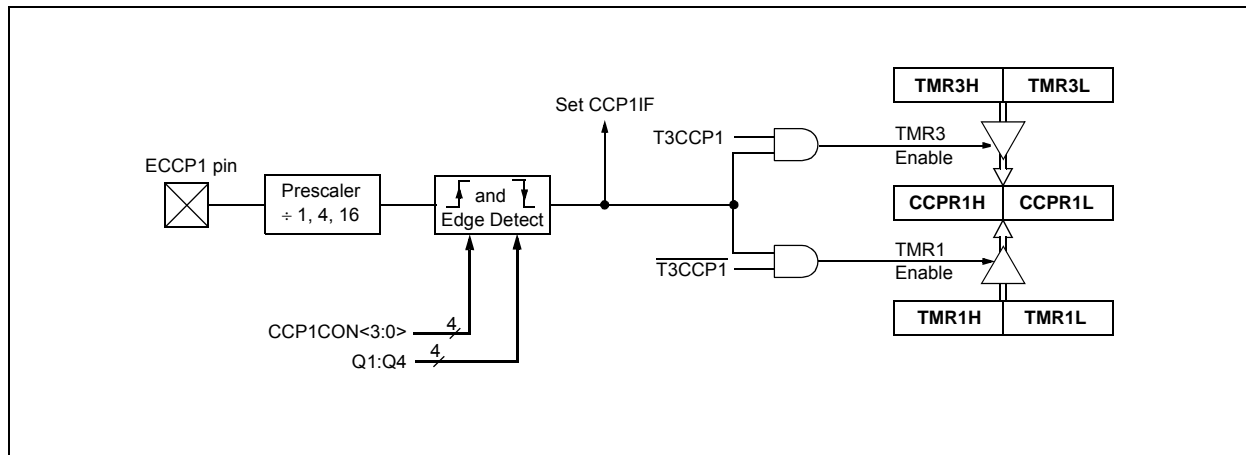 TMR3H TMR3L
Set CCP1IF
T3CCP1
TMR3
Enable
ECCP1 pin
Prescaler
÷ 1, 4, 16
and
Edge Detect
CCPR1H CCPR1L
T3CCP1
TMR1
Enable
TMR1H TMR1L
CCP1CON<3:0>
4
Q1:Q4
4